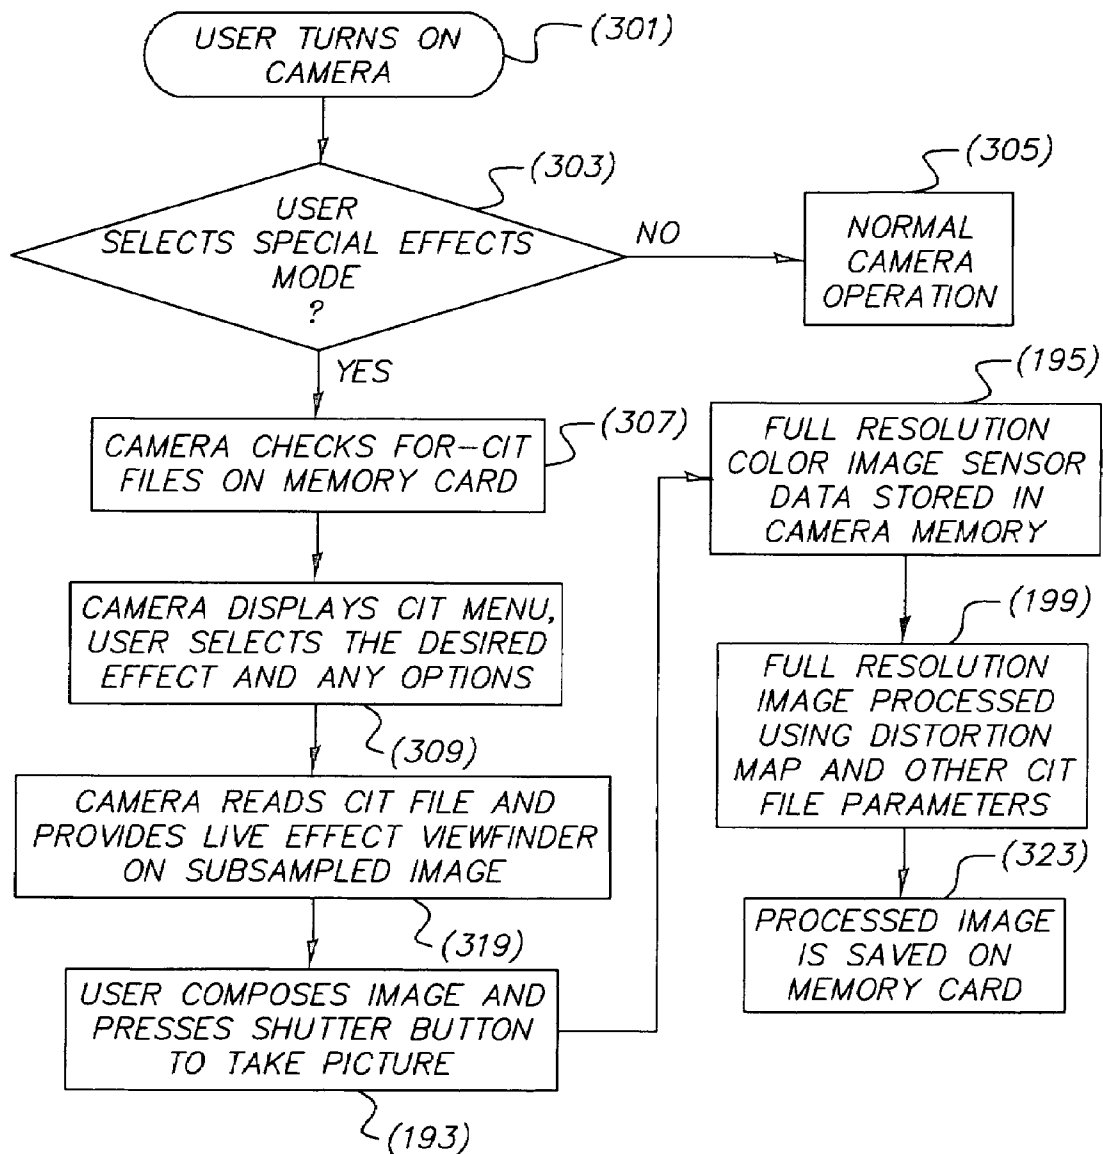 USER TURNS ON
CAMERA
(301)
USER
SELECTS SPECIAL EFFECTS
MODE
?
(303)
NO
NORMAL
CAMERA
OPERATION
(305)
YES
CAMERA CHECKS FOR-CIT
FILES ON MEMORY CARD
(307)
CAMERA DISPLAYS CIT MENU,
USER SELECTS THE DESIRED
EFFECT AND ANY OPTIONS
(309)
CAMERA READS CIT FILE AND
PROVIDES LIVE EFFECT VIEWFINDER
ON SUBSAMPLED IMAGE
(319)
USER COMPOSES IMAGE AND
PRESSES SHUTTER BUTTON
TO TAKE PICTURE
(193)
FULL RESOLUTION
COLOR IMAGE SENSOR
DATA STORED IN
CAMERA MEMORY
(195)
FULL RESOLUTION
IMAGE PROCESSED
USING DISTORTION
MAP AND OTHER CIT
FILE PARAMETERS
(199)
PROCESSED IMAGE
IS SAVED ON
MEMORY CARD
(323)